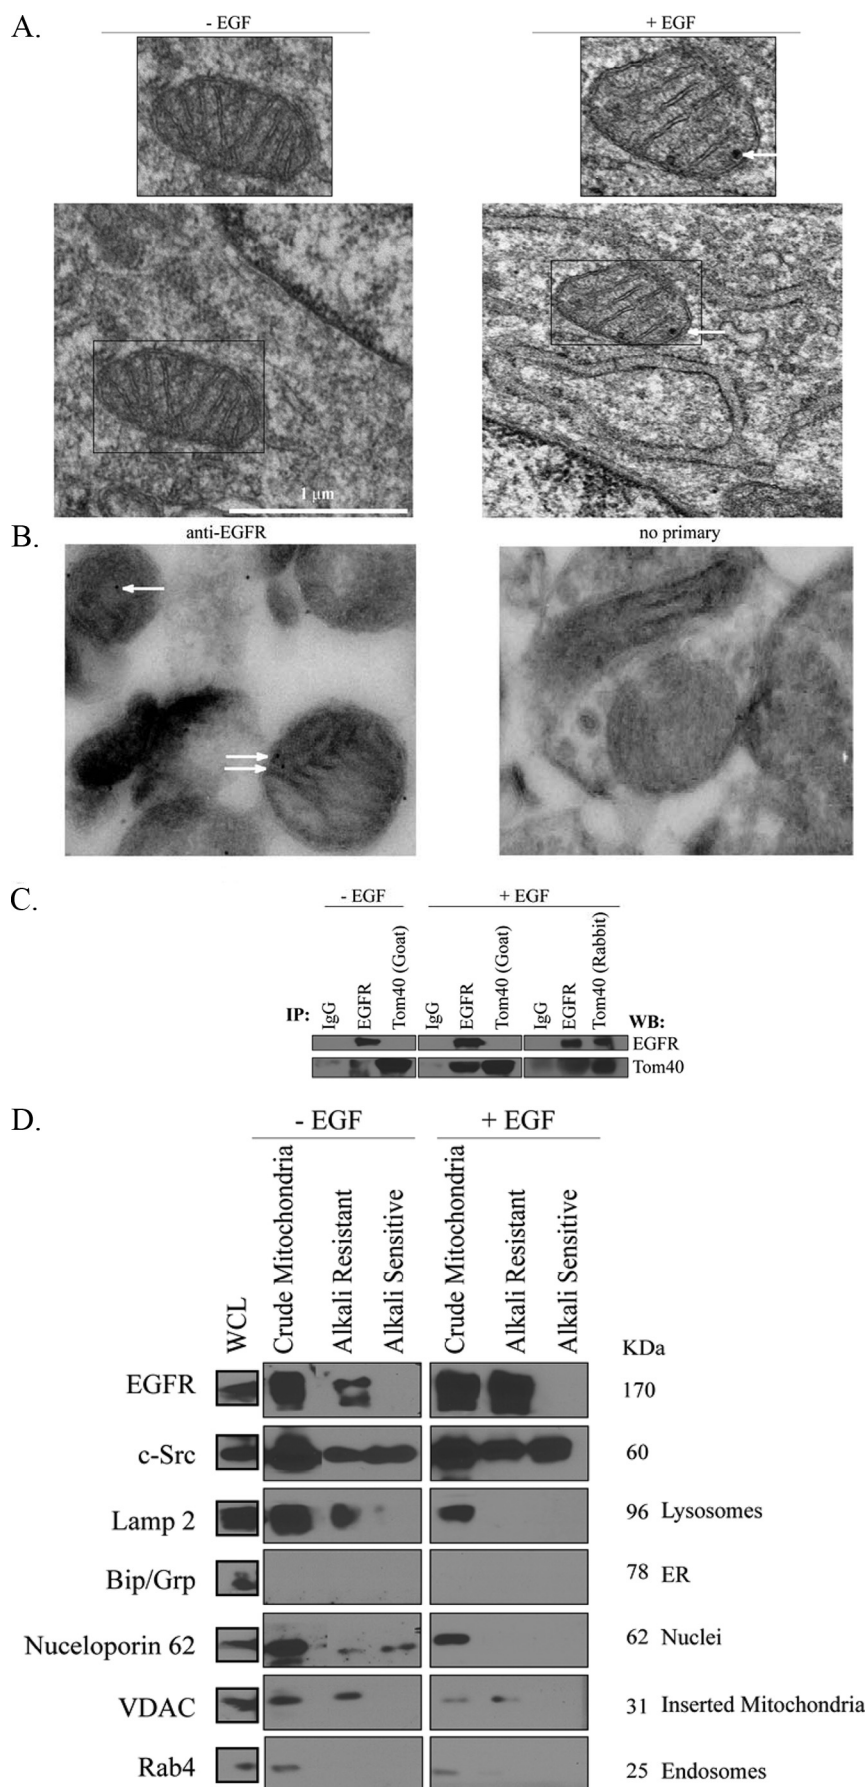 A.
- EGF
+ EGF
1 μm
B.
anti-EGFR
no primary
C.
- EGF
+ EGF
IP:
IgG
EGFR
Tom40 (Goat)
IgG
EGFR
Tom40 (Goat)
IgG
EGFR
Tom40 (Rabbit)
WB:
EGFR
Tom40
D.
- EGF
+ EGF
WCL
Crude Mitochondria
Alkali Resistant
Alkali Sensitive
Crude Mitochondria
Alkali Resistant
Alkali Sensitive
KDa
EGFR 170
c-Src 60
Lamp 2 96 Lysosomes
Bip/Grp 78 ER
Nuceloporin 62 62 Nuclei
VDAC 31 Inserted Mitochondria
Rab4 25 Endosomes